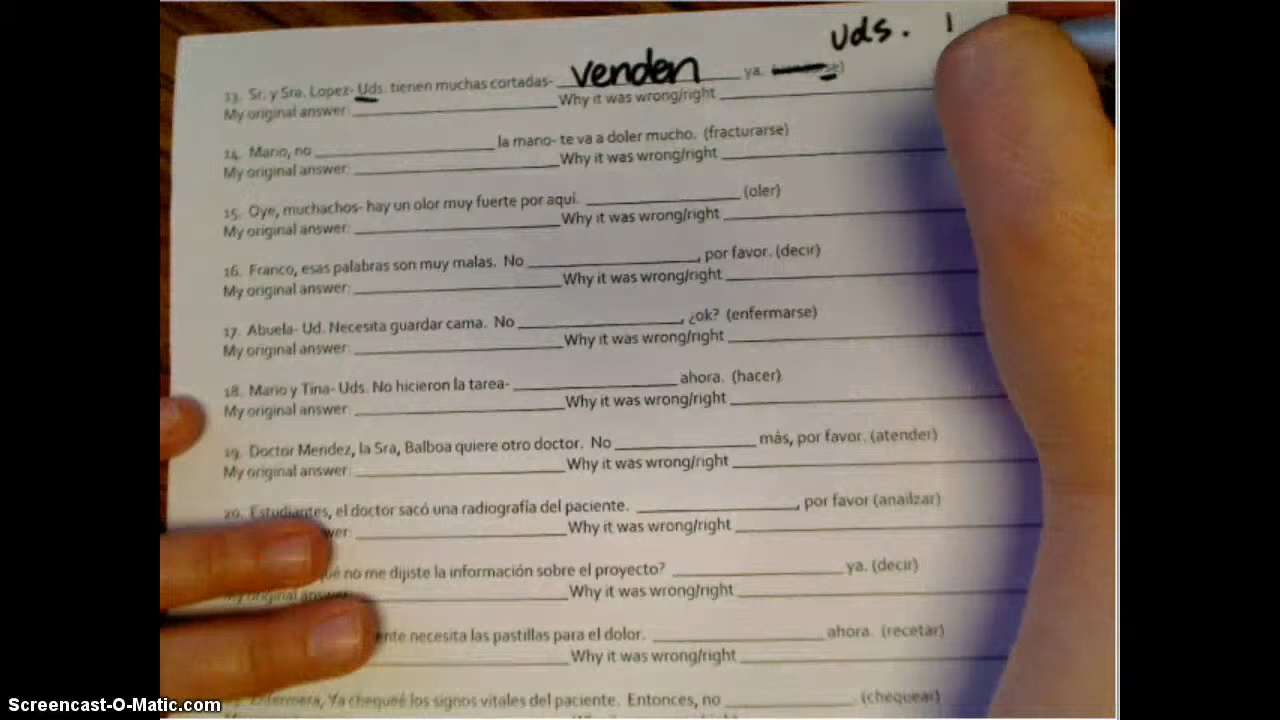 Uds.
13. Sr. y Sra. Lopez- Uds. tienen muchas cortadas- venden ya.
My original answer: Why it was wrong/right
14. Mario, no la mano- te va a doler mucho. (fracturarse)
My original answer: Why it was wrong/right
15. Oye, muchachos- hay un olor muy fuerte por aquí. (oler)
My original answer: Why it was wrong/right
16. Franco, esas palabras son muy malas. No , por favor. (decir)
My original answer: Why it was wrong/right
17. Abuela- Ud. Necesita guardar cama. No , ¿ok? (enfermarse)
My original answer: Why it was wrong/right
18. Mario y Tina- Uds. No hicieron la tarea- ahora. (hacer)
My original answer: Why it was wrong/right
19. Doctor Mendez, la Sra, Balboa quiere otro doctor. No más, por favor. (atender)
My original answer: Why it was wrong/right
20. Estudiantes, el doctor sacó una radiografía del paciente. , por favor (anailzar)
Why it was wrong/right
no me dijiste la información sobre el proyecto? ya. (decir)
My original answer: Why it was wrong/right
necesita las pastillas para el dolor. ahora. (recetar)
Why it was wrong/right
Enfermera, Ya chequeé los signos vitales del paciente. Entonces, no . (chequear)
Screencast-O-Matic.com